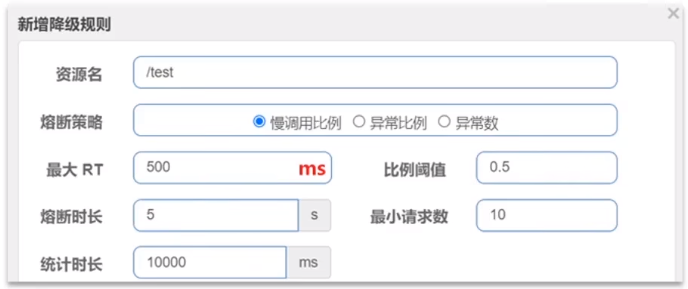 新增降级规则
资源名 /test
熔断策略 慢调用比例 异常比例 异常数
最大 RT 500 ms 比例阈值 0.5
熔断时长 5 s 最小请求数 10
统计时长 10000 ms